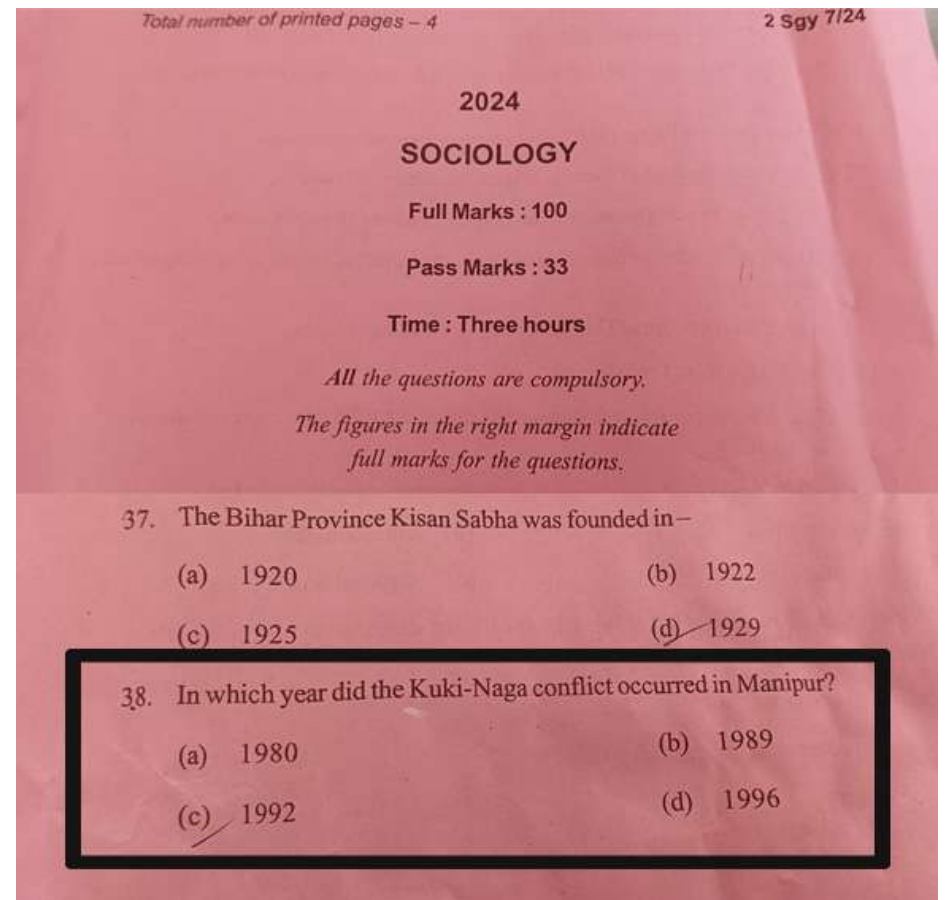 Total number of printed pages – 4 2 Sgy 7/24
2024
SOCIOLOGY
Full Marks : 100
Pass Marks : 33
Time : Three hours
All the questions are compulsory.
The figures in the right margin indicate
full marks for the questions.
37. The Bihar Province Kisan Sabha was founded in –
(a) 1920 (b) 1922
(c) 1925 (d) 1929
38. In which year did the Kuki-Naga conflict occurred in Manipur?
(a) 1980 (b) 1989
(c) 1992 (d) 1996